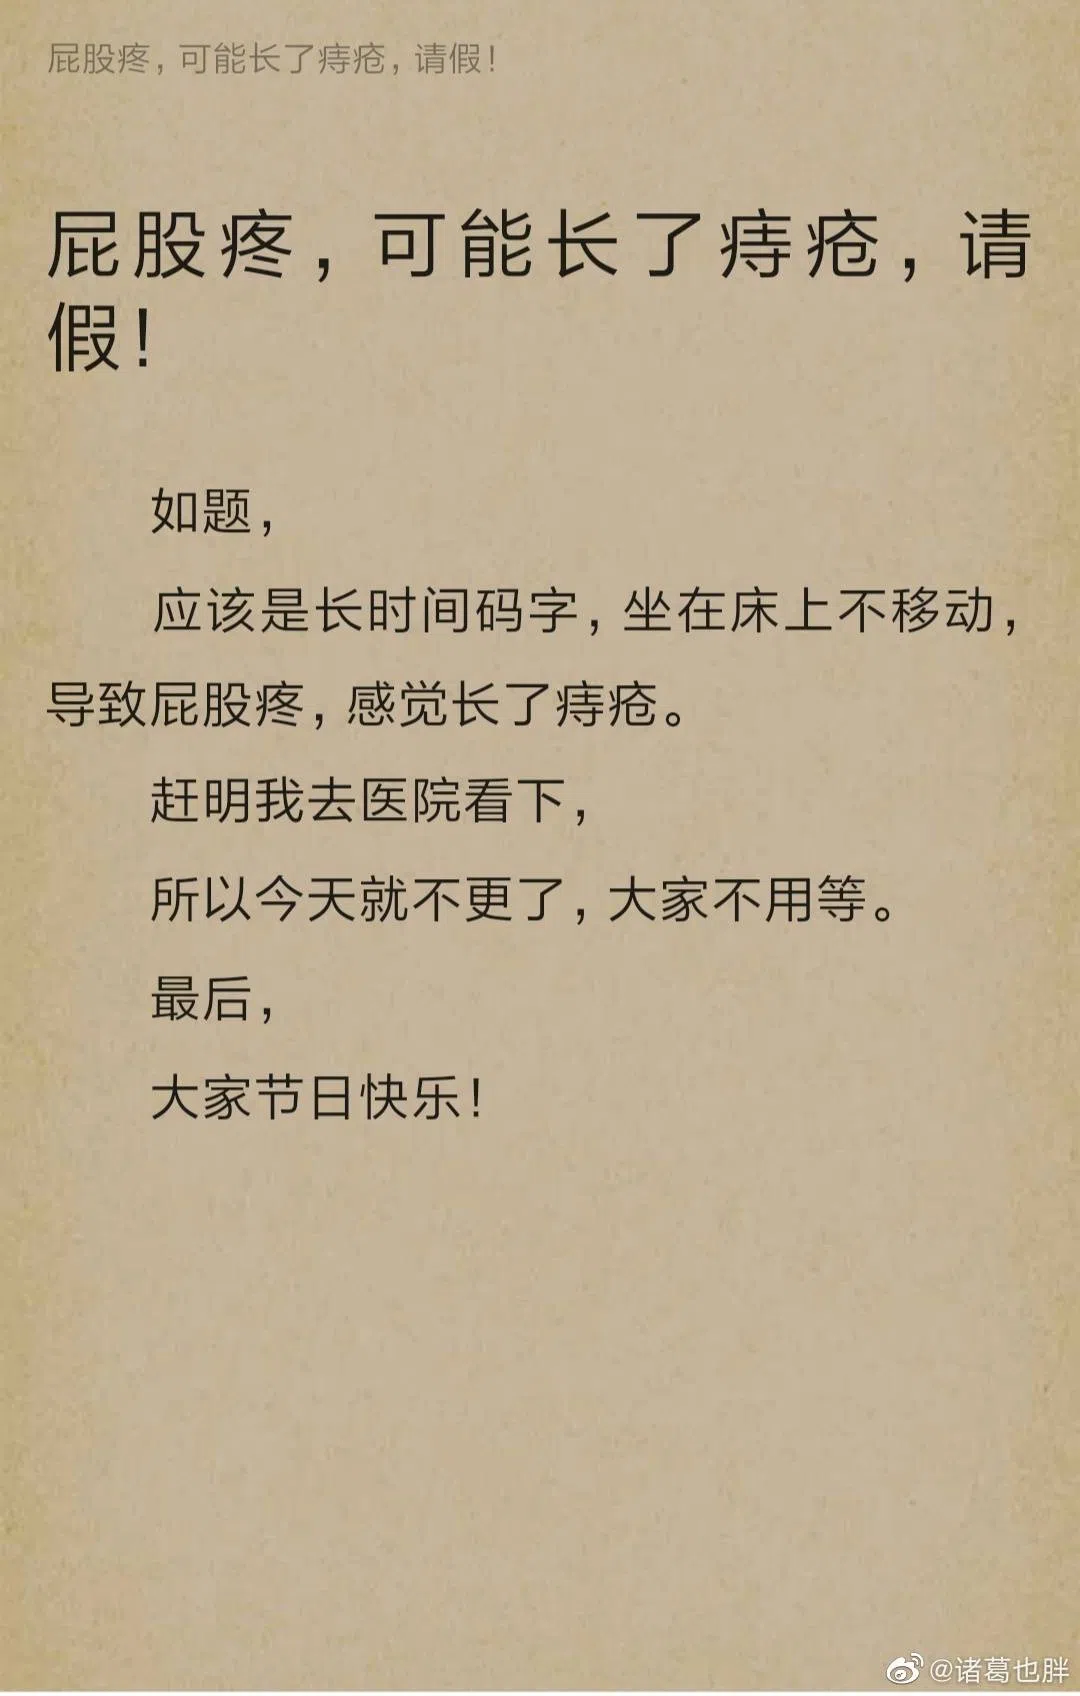 屁股疼，可能长了痔疮，请假！
屁股疼，可能长了痔疮，请
假！
如题，
应该是长时间码字，坐在床上不移动，
导致屁股疼，感觉长了痔疮。
赶明我去医院看下，
所以今天就不更了，大家不用等。
最后，
大家节日快乐！
@诸葛也胖